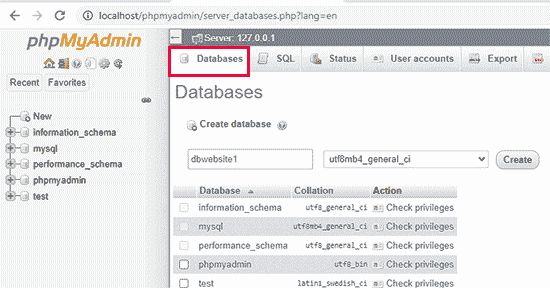 localhost/phpmyadmin/server_databases.php?lang=en
phpMyAdmin
Recent Favorites
New
information_schema
mysql
performance_schema
phpmyadmin
test
Server: 127.0.0.1
Databases SQL Status User accounts Export
Databases
Create database
dbwebsite1 utf8mb4_general_ci Create
Database Collation Action
information_schema utf8_general_ci Check privileges
mysql utf8mb4_general_ci Check privileges
performance_schema utf8_general_ci Check privileges
phpmyadmin utf8_bin Check privileges
test latin1_swedish_ci Check privileges